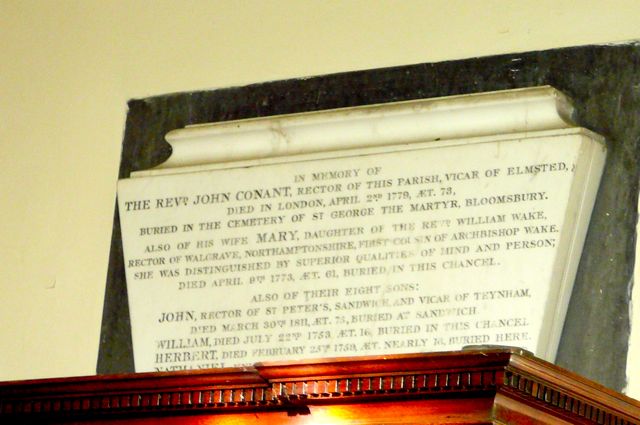 IN MEMORY OF
THE REVD. JOHN CONANT, RECTOR OF THIS PARISH, VICAR OF ELMSTED,
DIED IN LONDON, APRIL 2ND 1779, ÆT. 73,
BURIED IN THE CEMETERY OF ST GEORGE THE MARTYR, BLOOMSBURY.
ALSO OF HIS WIFE MARY, DAUGHTER OF THE REVD. WILLIAM WAKE,
RECTOR OF WALGRAVE, NORTHAMPTONSHIRE, FIRST COUSIN OF ARCHBISHOP WAKE.
SHE WAS DISTINGUISHED BY SUPERIOR QUALITIES OF MIND AND PERSON;
DIED APRIL 9TH 1773, ÆT. 61, BURIED IN THIS CHANCEL.
ALSO OF THEIR EIGHT SONS:
JOHN, RECTOR OF ST PETER'S, SANDWICH AND VICAR OF TEYNHAM,
DIED MARCH 30TH 1811, ÆT. 73, BURIED AT SANDWICH
WILLIAM, DIED JULY 22ND 1753 ÆT. 16, BURIED IN THIS CHANCEL
HERBERT, DIED FEBRUARY 25TH 1759, ÆT. NEARLY 18, BURIED HERE.
NATHANIEL